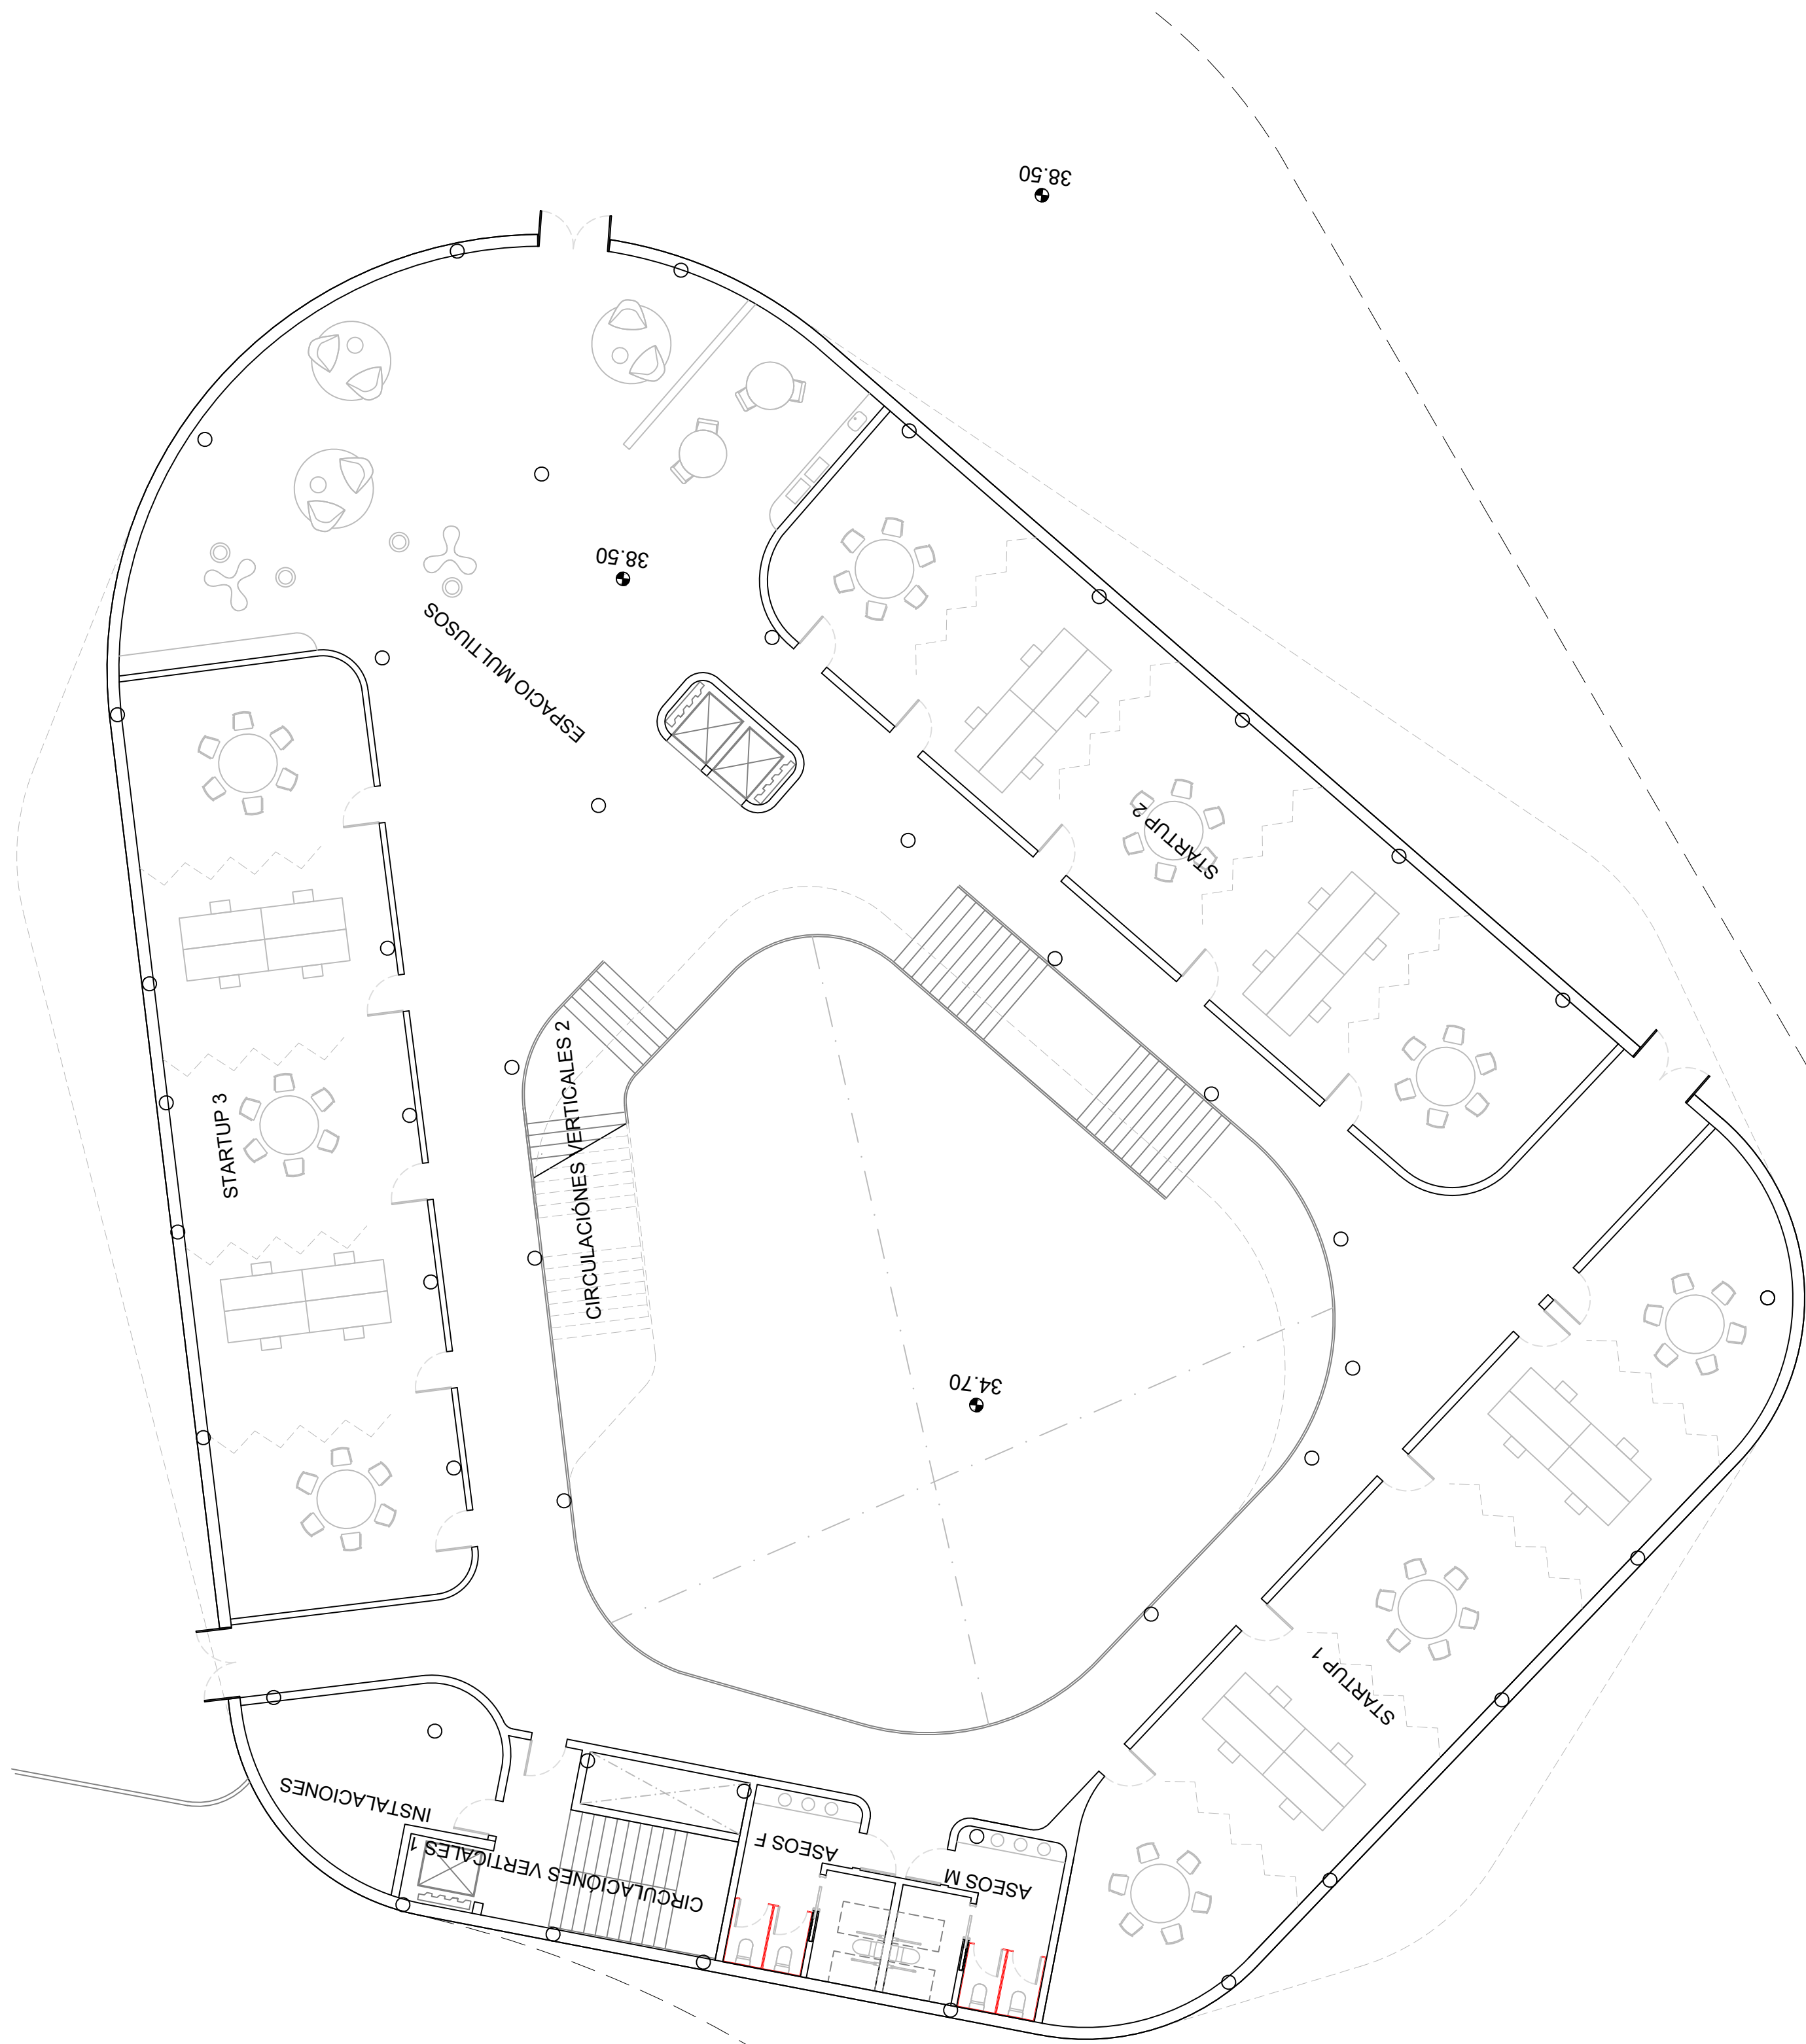 38.50
38.50
ESPACIO MULTIUSOS
STARTUP 2
CIRCULACIÓNES VERTICALES 2
STARTUP 3
34.70
STARTUP 1
INSTALACIONES
CIRCULACIÓNES VERTICALES 1
ASEOS F
ASEOS M